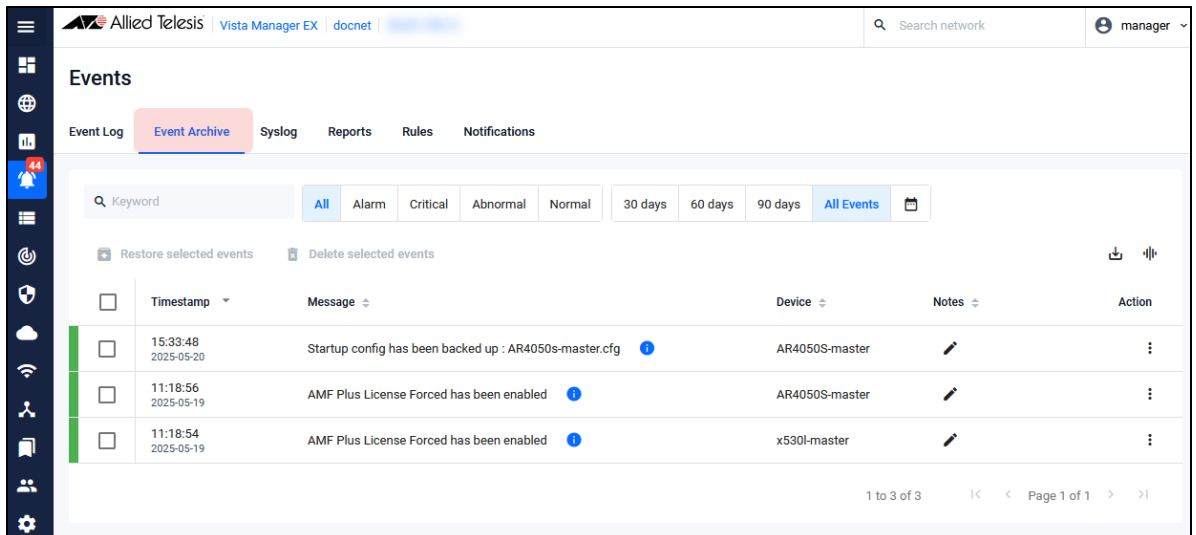 Allied Telesis Vista Manager EX docnet
Search network
manager
Events
Event Log Event Archive Syslog Reports Rules Notifications
44
Keyword All Alarm Critical Abnormal Normal 30 days 60 days 90 days All Events
Restore selected events Delete selected events
Timestamp Message Device Notes Action
15:33:48
2025-05-20
Startup config has been backed up : AR4050s-master.cfg
AR4050S-master
11:18:56
2025-05-19
AMF Plus License Forced has been enabled
AR4050S-master
11:18:54
2025-05-19
AMF Plus License Forced has been enabled
x530l-master
1 to 3 of 3 Page 1 of 1